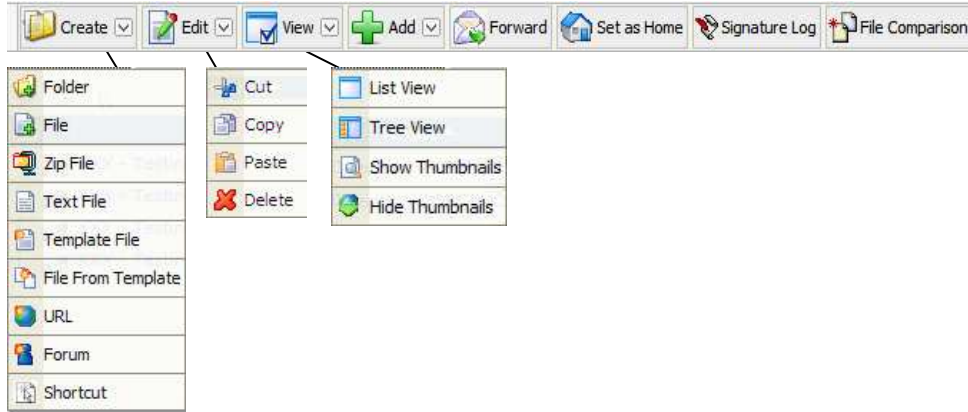 Create Edit View Add Forward Set as Home Signature Log File Comparison
Folder
File
Zip File
Text File
Template File
File From Template
URL
Forum
Shortcut
Cut
Copy
Paste
Delete
List View
Tree View
Show Thumbnails
Hide Thumbnails